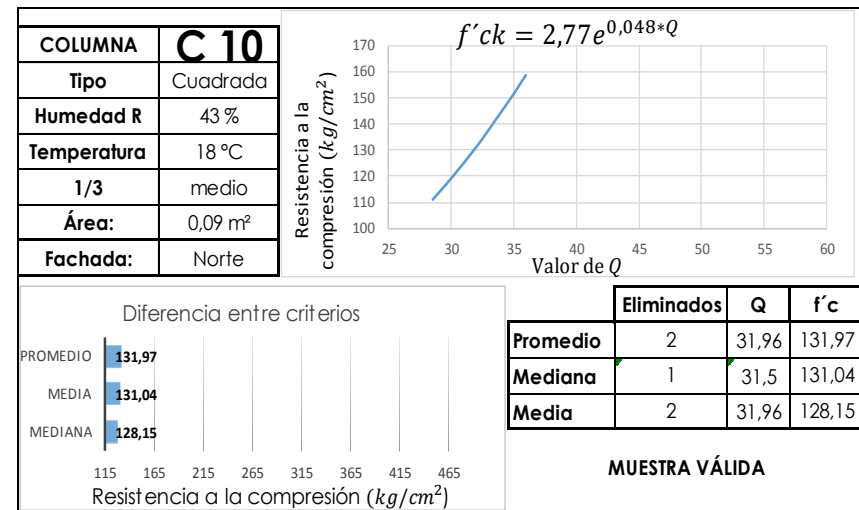 COLUMNA C 10
Tipo Cuadrada
Humedad R 43 %
Temperatura 18 °C
1/3 medio
Área: 0,09 m²
Fachada: Norte
f´ck = 2,77e^{0,048*Q}
Resistencia a la
compresión (kg/cm²)
170
160
150
140
130
120
110
100
25 30 35 40 45 50 55 60
Valor de Q
Diferencia entre criterios
PROMEDIO 131,97
MEDIA 131,04
MEDIANA 128,15
115 165 215 265 315 365 415 465
Resistencia a la compresión (kg/cm²)
Eliminados Q f´c
Promedio 2 31,96 131,97
Mediana 1 31,5 131,04
Media 2 31,96 128,15
MUESTRA VÁLIDA